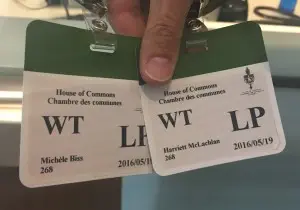 House of Commons
Chambre des communes
WT
LP
Michèle Biss
268
2016/05/19
House of Commons
Chambre des communes
WT
LP
Harriett McLachlan
268
2016/05/19